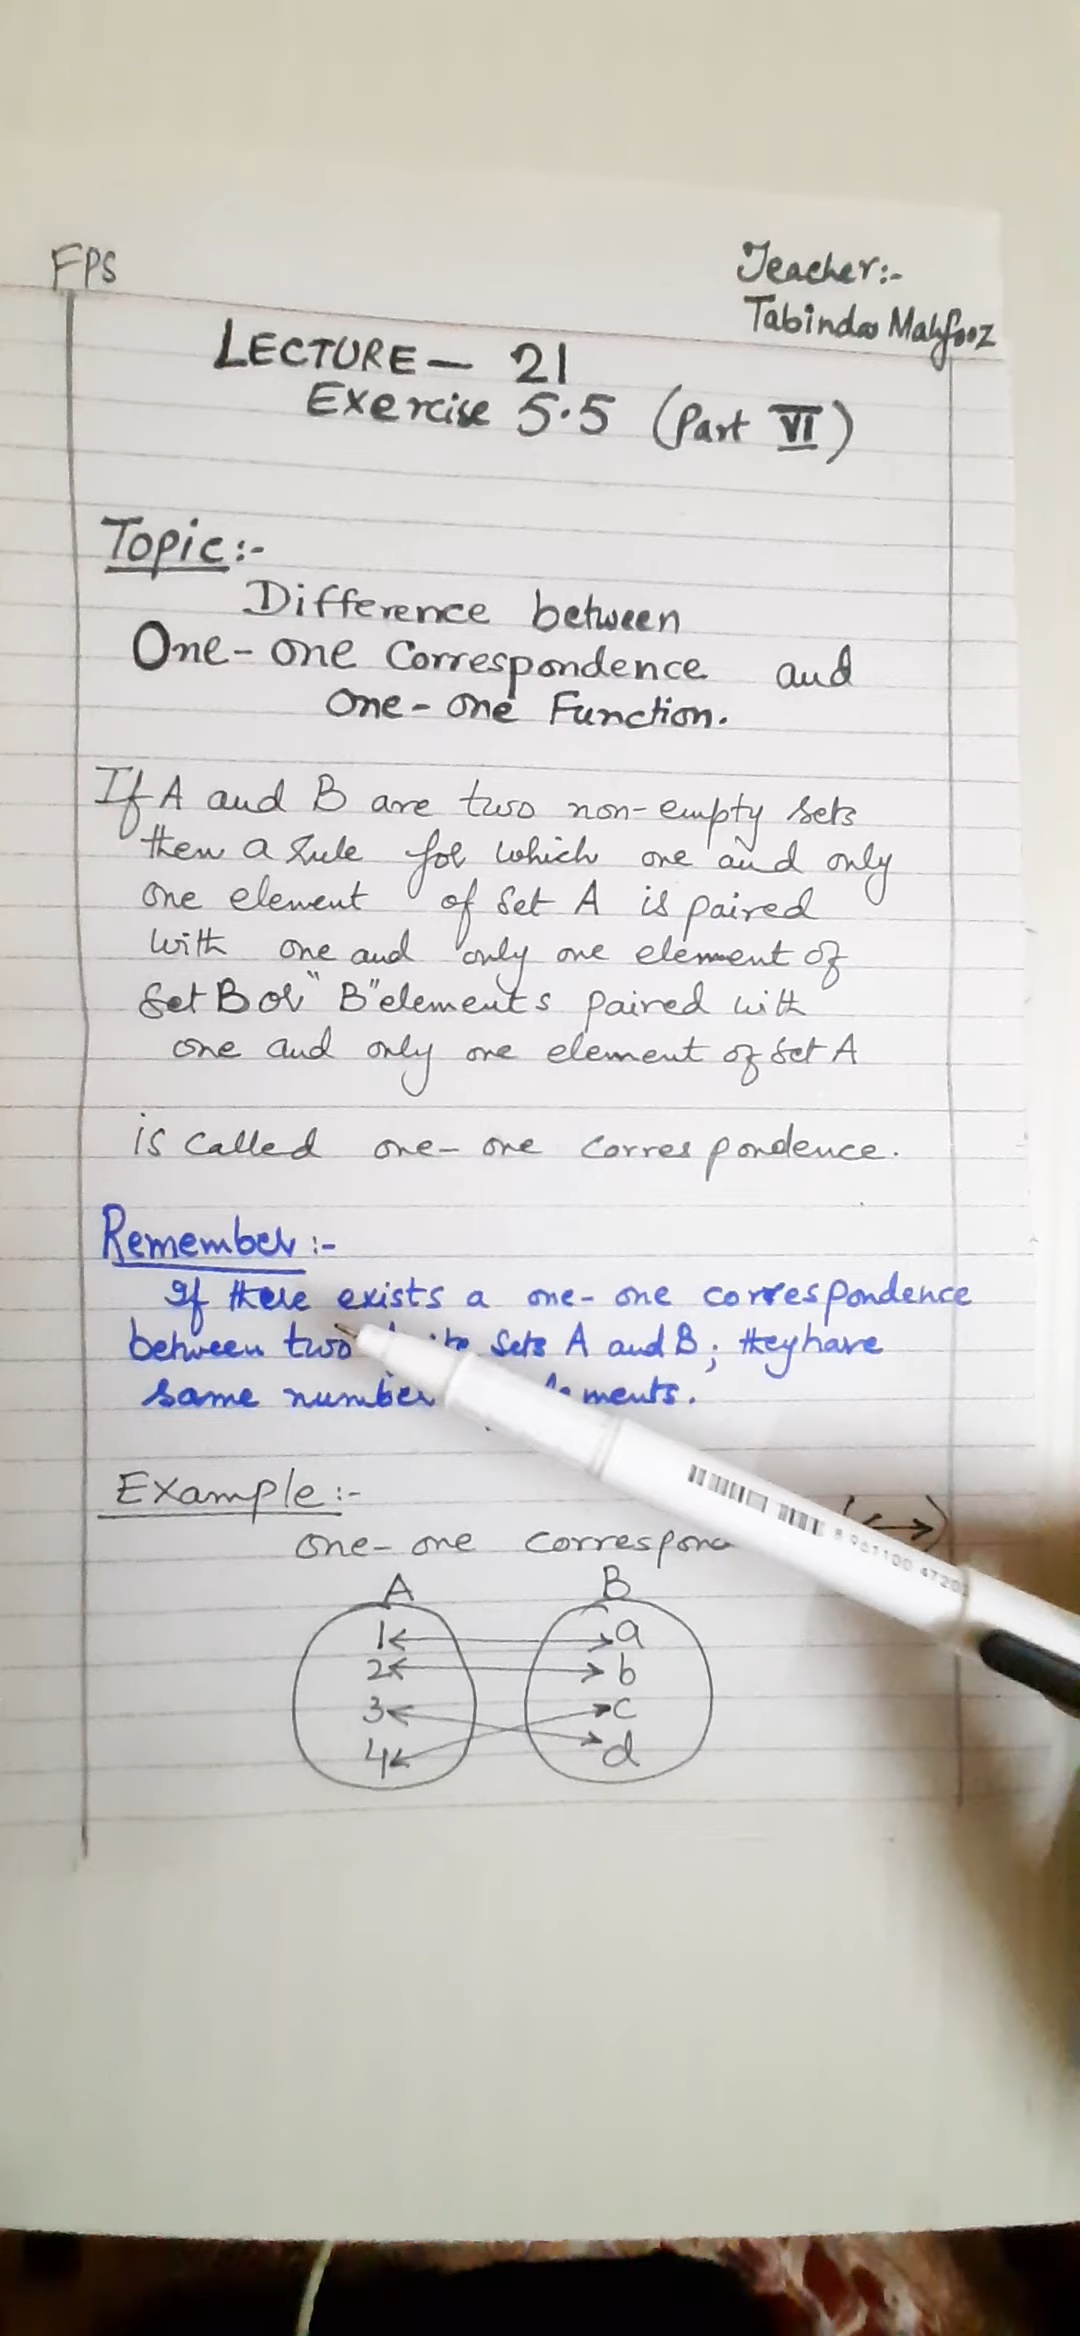 FPS
Teacher:-
Tabinda Mahfooz
LECTURE - 21
Exercise 5.5 (Part VI)
Topic:-
Difference between
One-one Correspondence and
One-one Function.
If A and B are two non-empty sets
then a rule for which one and only
one element of set A is paired
with one and only one element of
set B or "B" elements paired with
one and only one element of set A
is called one-one correspondence.
Remember:-
If there exists a one-one correspondence
between two sets A and B; they have
same number
Example:-
one-one
(↔)
A B
1 a
2 b
3 c
4 d
8 961100 4720